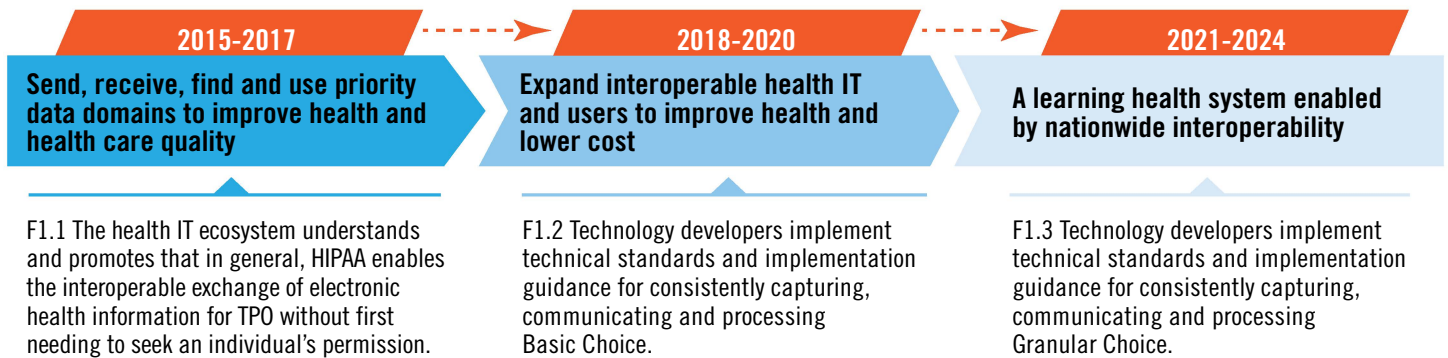 2015-2017
Send, receive, find and use priority
data domains to improve health and
health care quality
F1.1 The health IT ecosystem understands
and promotes that in general, HIPAA enables
the interoperable exchange of electronic
health information for TPO without first
needing to seek an individual’s permission.
2018-2020
Expand interoperable health IT
and users to improve health and
lower cost
F1.2 Technology developers implement
technical standards and implementation
guidance for consistently capturing,
communicating and processing
Basic Choice.
2021-2024
A learning health system enabled
by nationwide interoperability
F1.3 Technology developers implement
technical standards and implementation
guidance for consistently capturing,
communicating and processing
Granular Choice.